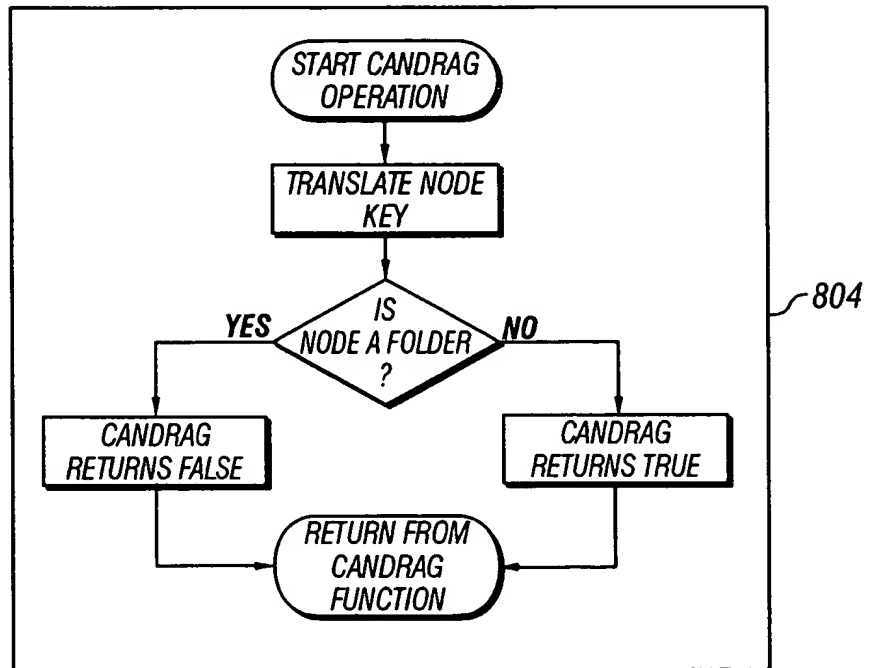 START CANDRAG
OPERATION
TRANSLATE NODE
KEY
IS
NODE A FOLDER
?
YES
NO
CANDRAG
RETURNS FALSE
CANDRAG
RETURNS TRUE
RETURN FROM
CANDRAG
FUNCTION
804